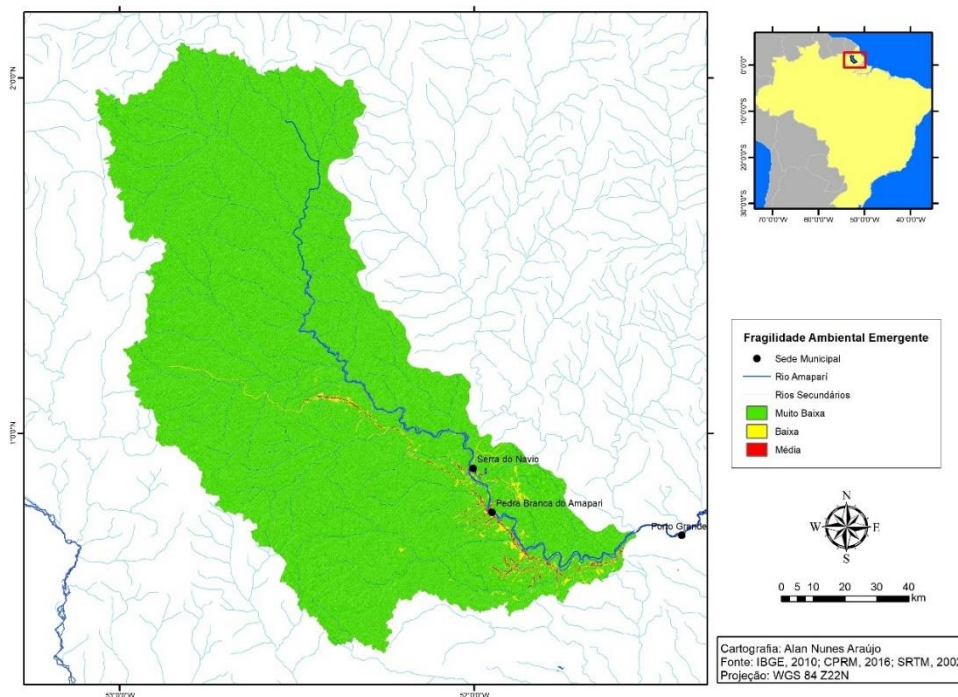 2°0'0"N
1°0'0"N
53°0'0"W
52°0'0"W
Serra do Navio
Pedra Branca do Amapari
Porto Grande
0°0'0"
10°0'0"S
20°0'0"S
30°0'0"S
70°0'0"W
60°0'0"W
50°0'0"W
40°0'0"W
Fragilidade Ambiental Emergente
Sede Municipal
Rio Amaparí
Rios Secundários
Muito Baixa
Baixa
Média
N
W E
S
0 5 10 20 30 40
km
Cartografia: Alan Nunes Araújo
Fonte: IBGE, 2010; CPRM, 2016; SRTM, 2002
Projeção: WGS 84 Z22N